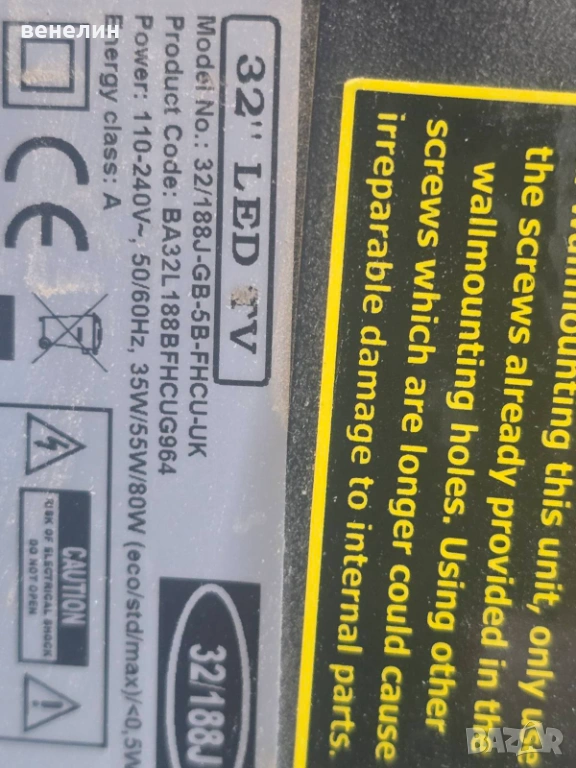 венелин
32" LED TV
Model No.: 32/188J-GB-5B-FHCU-UK
Product Code: BA32L188BFHCUG964
Power: 110-240V~, 50/60Hz, 35W/55W/80W (eco/std/max)/<0,5W
Energy class: A
CE
CAUTION
RISK OF ELECTRICAL SHOCK
DO NOT OPEN
32/188J
wallmounting this unit, only use
the screws already provided in the
wallmounting holes. Using other
screws which are longer could cause
irreparable damage to internal parts.
BAZAR